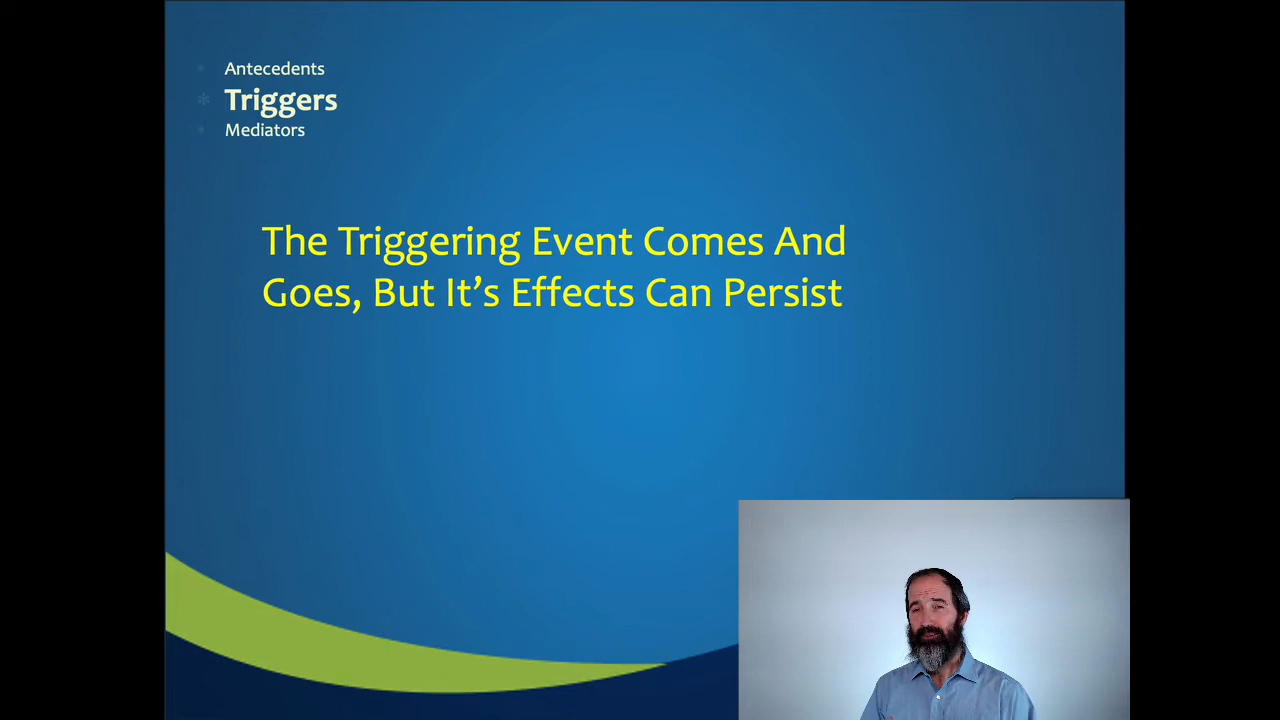 Antecedents
Triggers
Mediators
The Triggering Event Comes And
Goes, But It’s Effects Can Persist